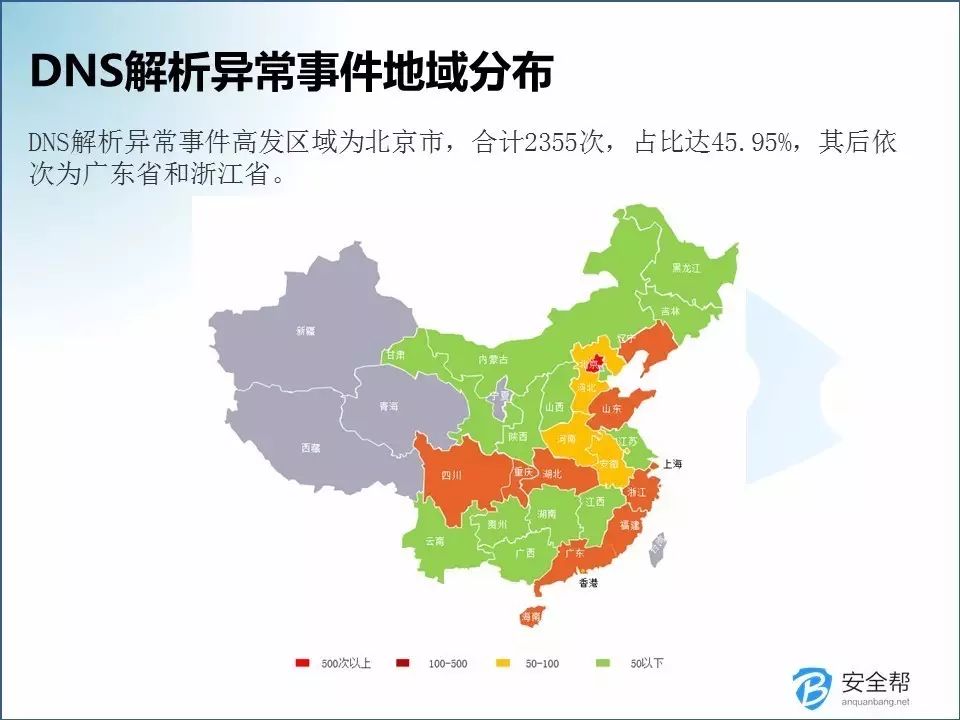 DNS解析异常事件地域分布
DNS解析异常事件高发区域为北京市，合计2355次，占比达45.95%，其后依
次为广东省和浙江省。
黑龙江
吉林
辽宁
新疆
甘肃
内蒙古
北京
河北
宁夏
青海
山西
山东
陕西
河南
江苏
西藏
安徽
上海
四川
重庆
湖北
浙江
江西
湖南
贵州
福建
云南
广西
广东
台湾
香港
海南
500次以上
100-500
50-100
50以下
安全帮
anquanbang.net